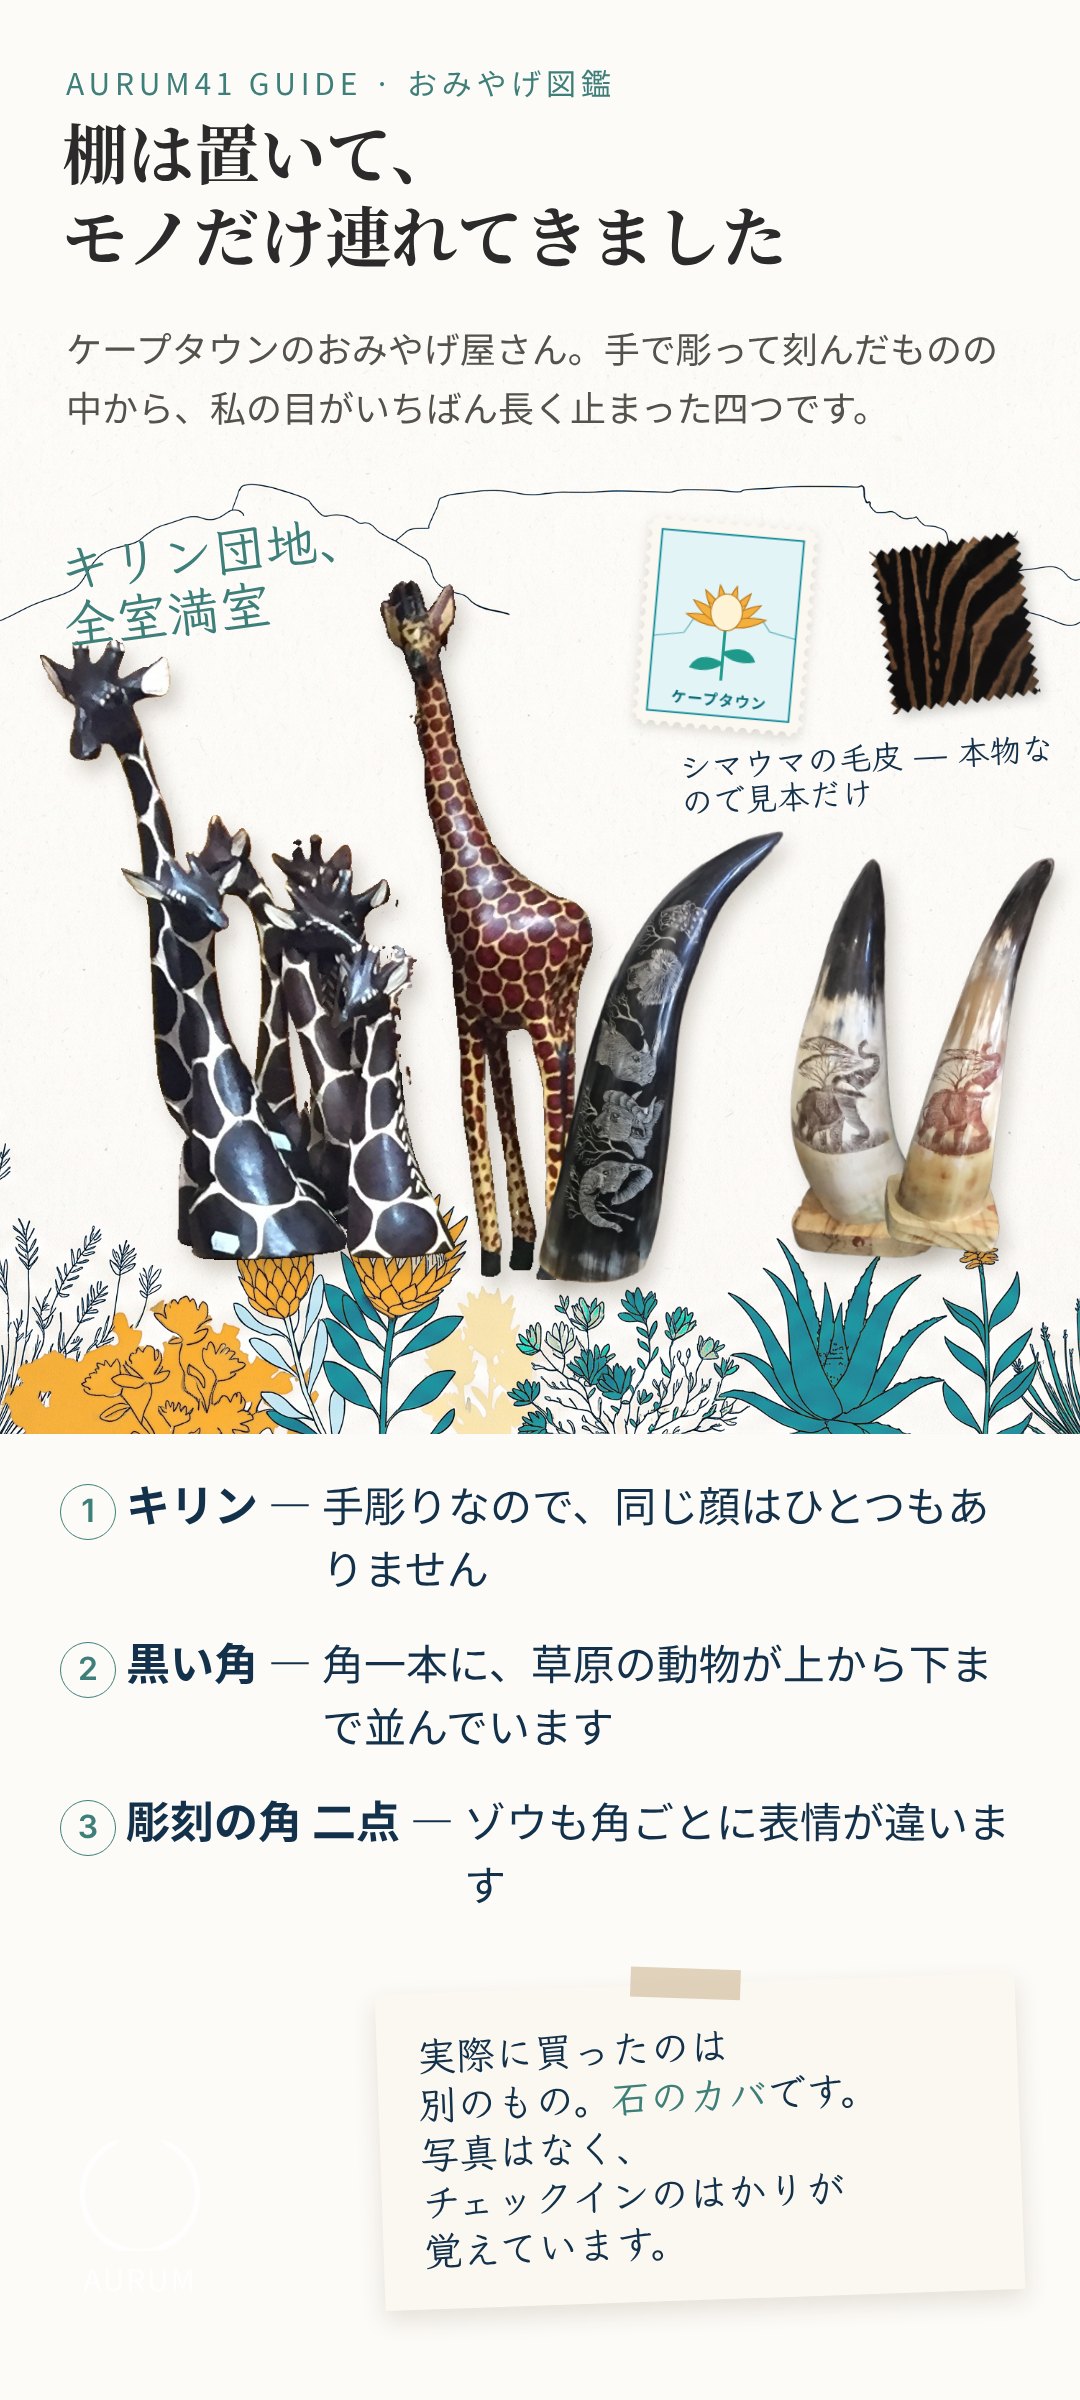 AURUM41 GUIDE · おみやげ図鑑
棚は置いて、
モノだけ連れてきました
ケープタウンのおみやげ屋さん。手で彫って刻んだものの
中から、私の目がいちばん長く止まった四つです。
キリン団地、
全室満室
ケープタウン
シマウマの毛皮 — 本物な
ので見本だけ
1 キリン — 手彫りなので、同じ顔はひとつもあ
りません
2 黒い角 — 角一本に、草原の動物が上から下ま
で並んでいます
3 彫刻の角 二点 — ゾウも角ごとに表情が違いま
す
実際に買ったのは
別のもの。石のカバです。
写真はなく、
チェックインのはかりが
覚えています。
AURUM